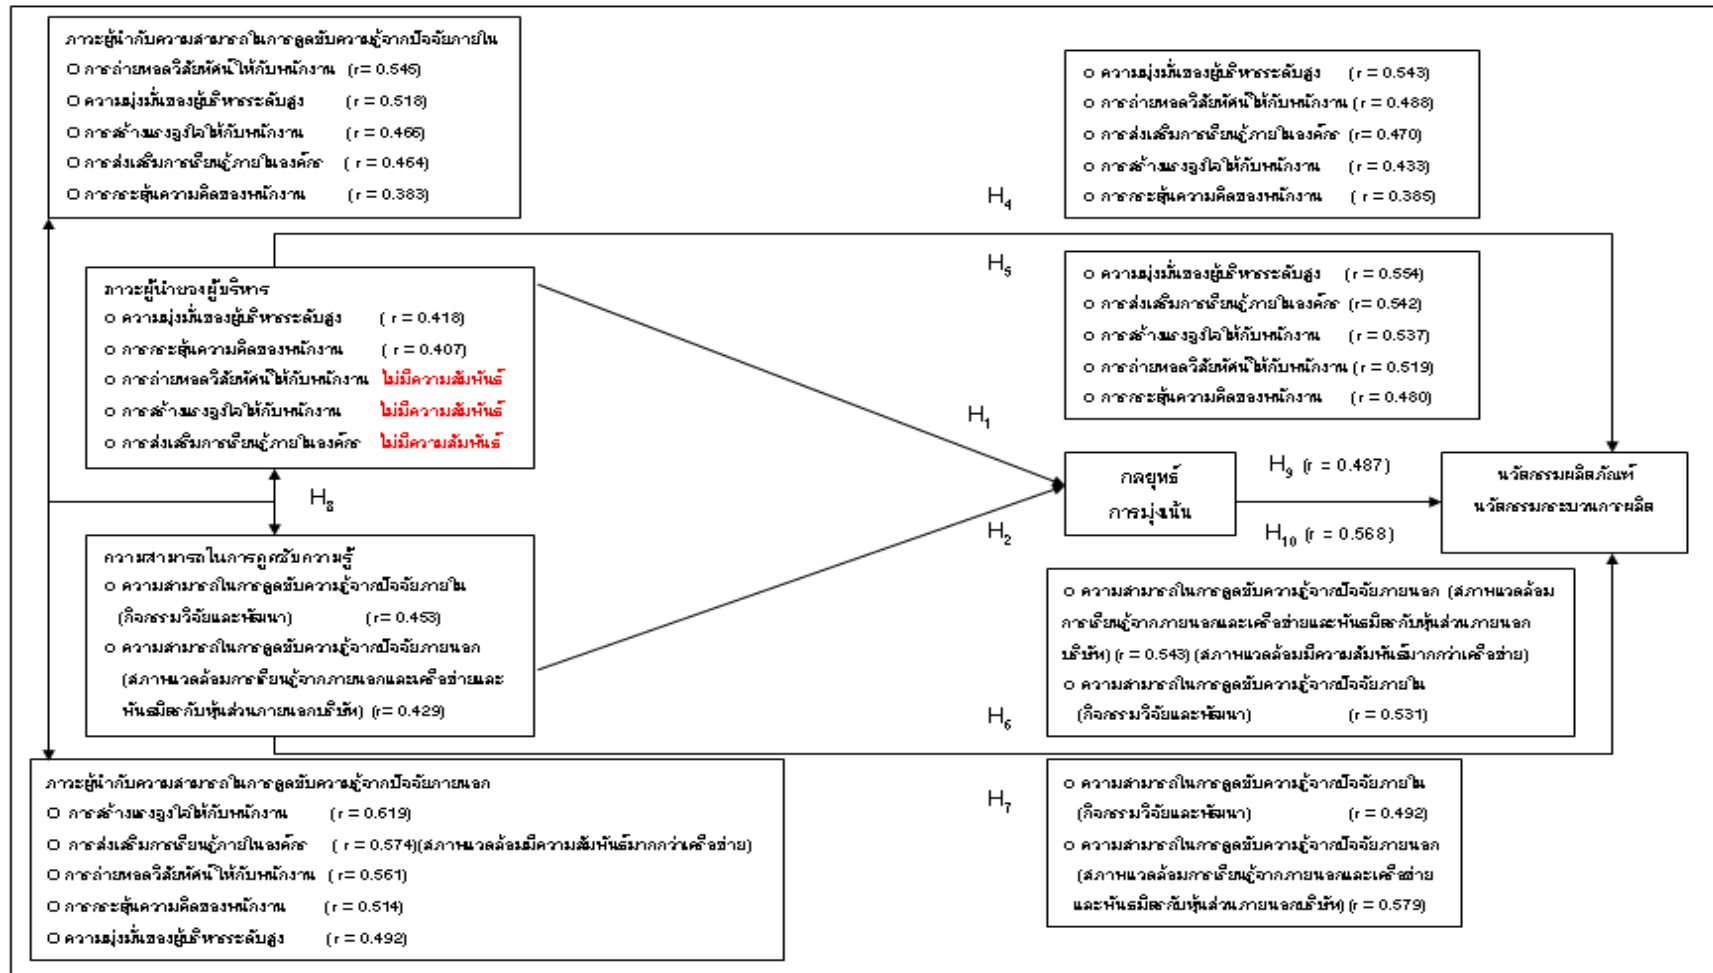 ภาวะผู้นำกับความสามารถในการดูดซับความรู้จากปัจจัยภายใน
O การถ่ายทอดวิสัยทัศน์ให้กับพนักงาน (r= 0.545)
O ความมุ่งมั่นของผู้บริหารระดับสูง (r = 0.518)
O การสร้างแรงจูงใจให้กับพนักงาน (r = 0.466)
O การส่งเสริมการเรียนรู้ภายในองค์กร ( r = 0.464)
O การกระตุ้นความคิดของพนักงาน (r = 0.383)
H4
o ความมุ่งมั่นของผู้บริหารระดับสูง (r = 0.543)
o การถ่ายทอดวิสัยทัศน์ให้กับพนักงาน (r = 0.488)
o การส่งเสริมการเรียนรู้ภายในองค์กร (r= 0.470)
o การสร้างแรงจูงใจให้กับพนักงาน (r = 0.433)
o การกระตุ้นความคิดของพนักงาน ( r = 0.385)
ภาวะผู้นำของผู้บริหาร
o ความมุ่งมั่นของผู้บริหารระดับสูง ( r = 0.418)
o การกระตุ้นความคิดของพนักงาน ( r = 0.407)
o การถ่ายทอดวิสัยทัศน์ให้กับพนักงาน ไม่มีความสัมพันธ์
o การสร้างแรงจูงใจให้กับพนักงาน ไม่มีความสัมพันธ์
o การส่งเสริมการเรียนรู้ภายในองค์กร ไม่มีความสัมพันธ์
H5
o ความมุ่งมั่นของผู้บริหารระดับสูง (r = 0.554)
o การส่งเสริมการเรียนรู้ภายในองค์กร (r = 0.542)
o การสร้างแรงจูงใจให้กับพนักงาน (r = 0.537)
o การถ่ายทอดวิสัยทัศน์ให้กับพนักงาน (r = 0.519)
o การกระตุ้นความคิดของพนักงาน (r = 0.480)
H1
H8
H2
กลยุทธ์
การมุ่งเน้น
H9 (r = 0.487)
H10 (r = 0.568)
นวัตกรรมผลิตภัณฑ์
นวัตกรรมกระบวนการผลิต
ความสามารถในการดูดซับความรู้
o ความสามารถในการดูดซับความรู้จากปัจจัยภายใน
(กิจกรรมวิจัยและพัฒนา) (r= 0.453)
o ความสามารถในการดูดซับความรู้จากปัจจัยภายนอก
(สภาพแวดล้อมการเรียนรู้จากภายนอกและเครือข่ายและ
พันธมิตรกับหุ้นส่วนภายนอกบริษัท) (r= 0.429)
H6
o ความสามารถในการดูดซับความรู้จากปัจจัยภายนอก (สภาพแวดล้อม
การเรียนรู้จากภายนอกและเครือข่ายและพันธมิตรกับหุ้นส่วนภายนอก
บริษัท) (r = 0.543) (สภาพแวดล้อมมีความสัมพันธ์มากกว่าเครือข่าย)
o ความสามารถในการดูดซับความรู้จากปัจจัยภายใน
(กิจกรรมวิจัยและพัฒนา) (r = 0.531)
ภาวะผู้นำกับความสามารถในการดูดซับความรู้จากปัจจัยภายนอก
O การสร้างแรงจูงใจให้กับพนักงาน (r = 0.619)
O การส่งเสริมการเรียนรู้ภายในองค์กร ( r = 0.574)(สภาพแวดล้อมมีความสัมพันธ์มากกว่าเครือข่าย)
O การถ่ายทอดวิสัยทัศน์ให้กับพนักงาน (r = 0.561)
O การกระตุ้นความคิดของพนักงาน (r = 0.514)
O ความมุ่งมั่นของผู้บริหารระดับสูง (r = 0.492)
H7
o ความสามารถในการดูดซับความรู้จากปัจจัยภายใน
(กิจกรรมวิจัยและพัฒนา) (r = 0.492)
o ความสามารถในการดูดซับความรู้จากปัจจัยภายนอก
(สภาพแวดล้อมการเรียนรู้จากภายนอกและเครือข่าย
และพันธมิตรกับหุ้นส่วนภายนอกบริษัท) (r = 0.579)